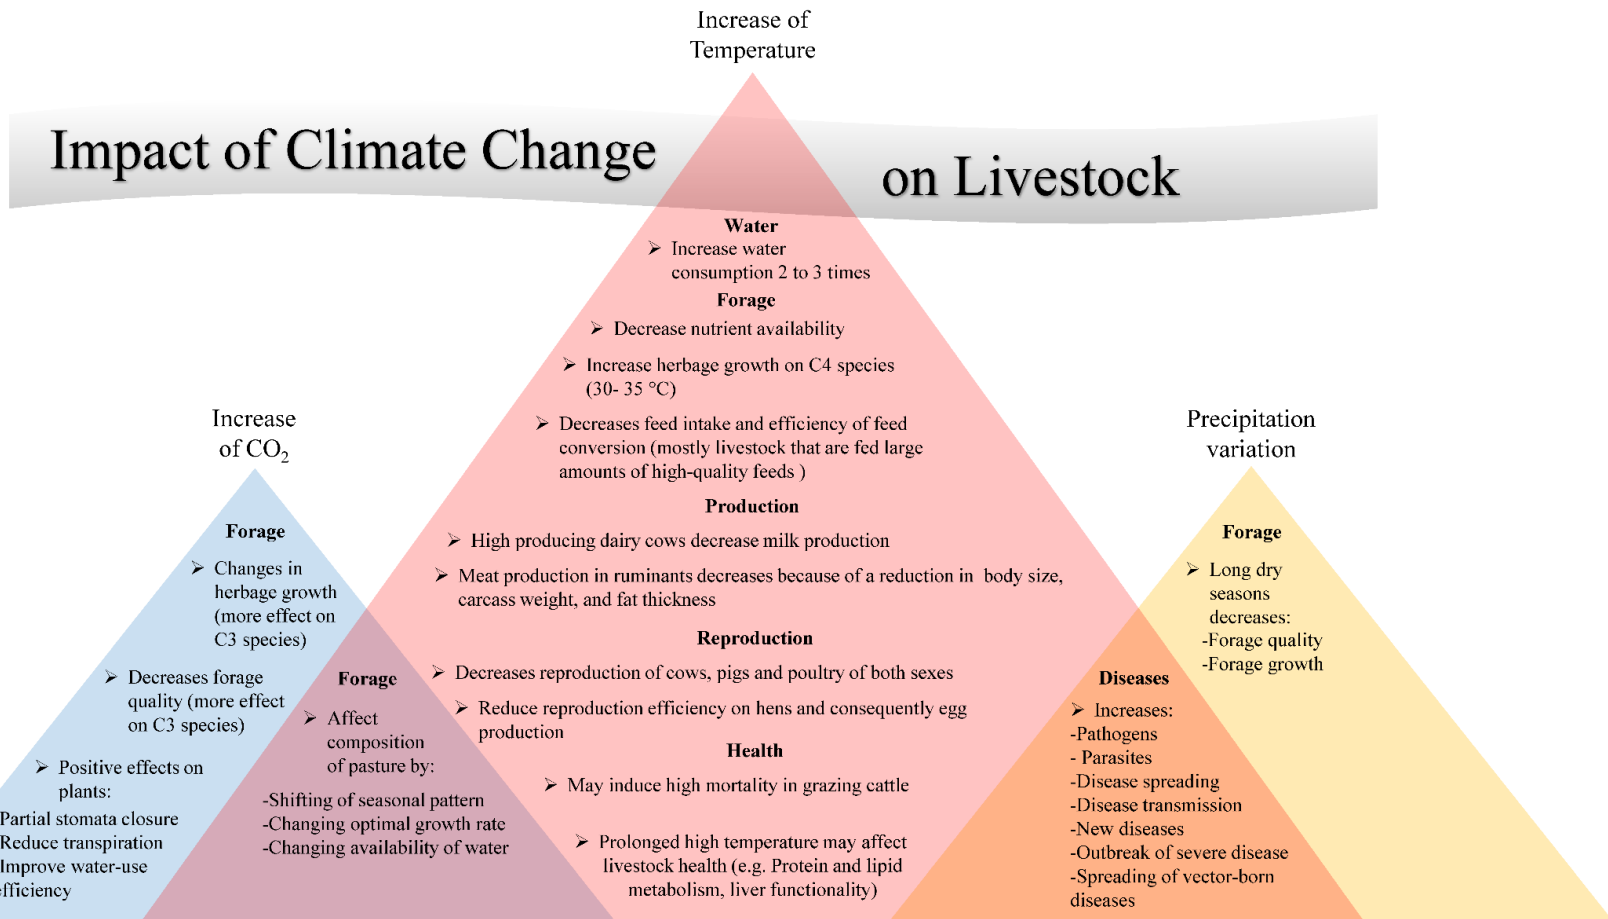 Increase of
Temperature
Impact of Climate Change
on Livestock
Water
➢ Increase water
consumption 2 to 3 times
Forage
➢ Decrease nutrient availability
➢ Increase herbage growth on C4 species
(30- 35 °C)
➢ Decreases feed intake and efficiency of feed
conversion (mostly livestock that are fed large
amounts of high-quality feeds )
Production
➢ High producing dairy cows decrease milk production
➢ Meat production in ruminants decreases because of a reduction in body size,
carcass weight, and fat thickness
Reproduction
➢ Decreases reproduction of cows, pigs and poultry of both sexes
➢ Reduce reproduction efficiency on hens and consequently egg
production
Health
➢ May induce high mortality in grazing cattle
➢ Prolonged high temperature may affect
livestock health (e.g. Protein and lipid
metabolism, liver functionality)
Increase
of CO₂
Forage
➢ Changes in
herbage growth
(more effect on
C3 species)
➢ Decreases forage
quality (more effect
on C3 species)
➢ Positive effects on
plants:
Partial stomata closure
Reduce transpiration
Improve water-use
efficiency
Forage
➢ Affect
composition
of pasture by:
-Shifting of seasonal pattern
-Changing optimal growth rate
-Changing availability of water
Precipitation
variation
Forage
➢ Long dry
seasons
decreases:
-Forage quality
-Forage growth
Diseases
➢ Increases:
-Pathogens
- Parasites
-Disease spreading
-Disease transmission
-New diseases
-Outbreak of severe disease
-Spreading of vector-born
diseases